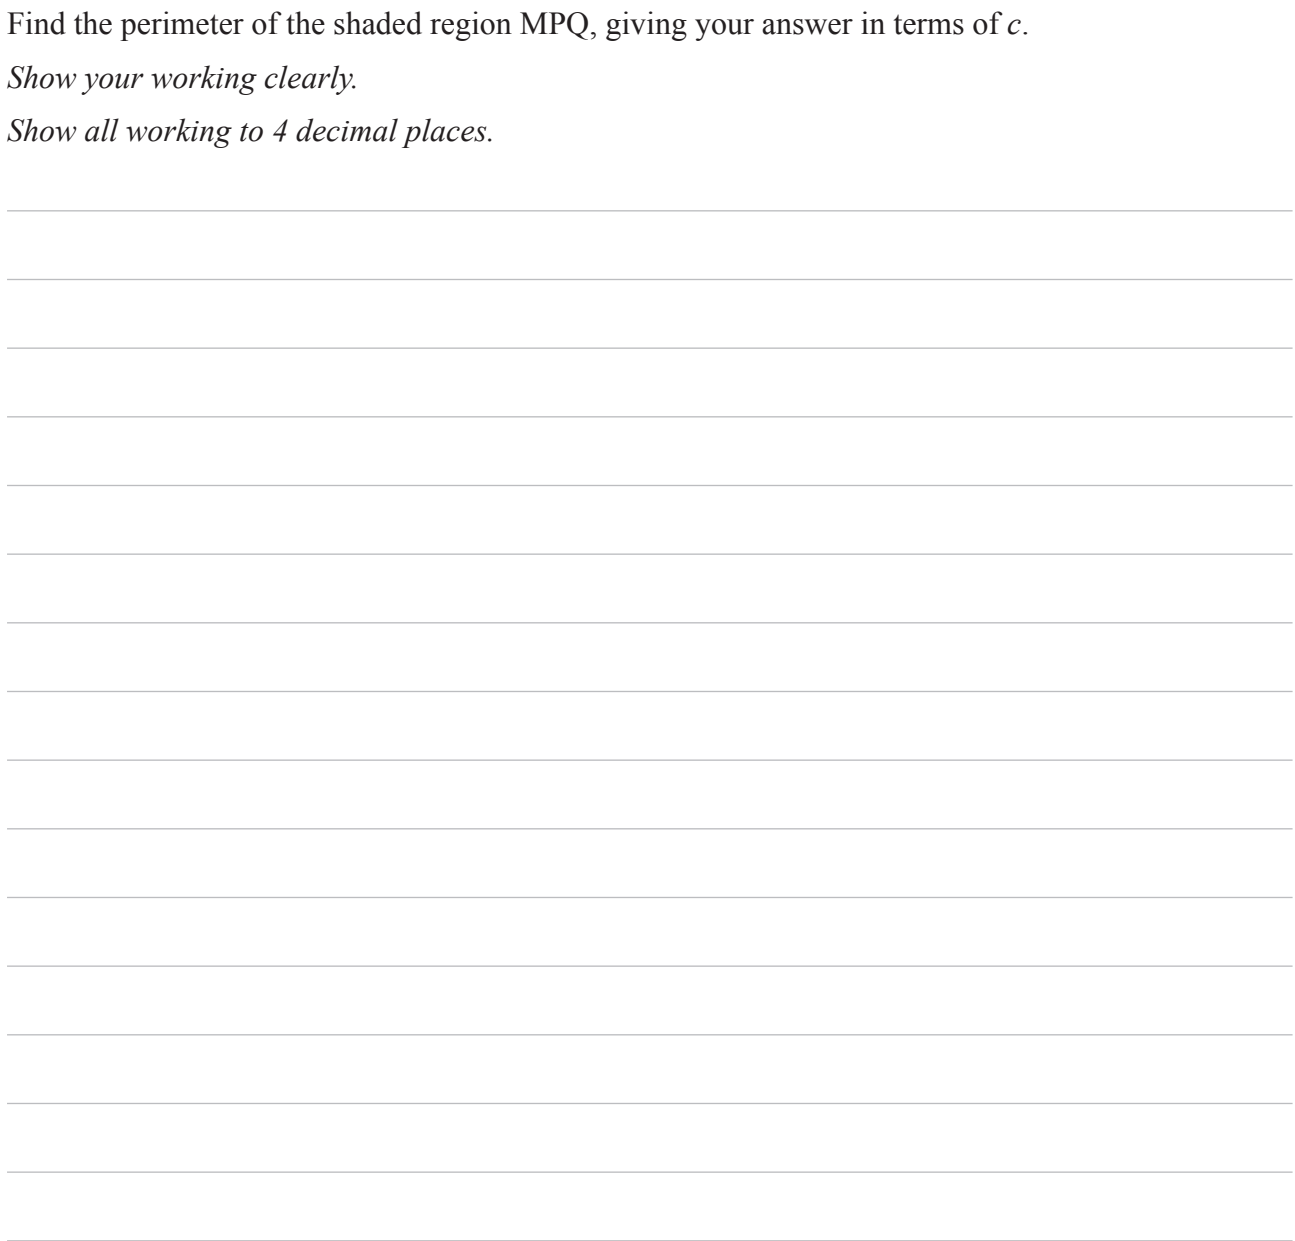 Find the perimeter of the shaded region MPQ, giving your answer in terms of c.
Show your working clearly.
Show all working to 4 decimal places.